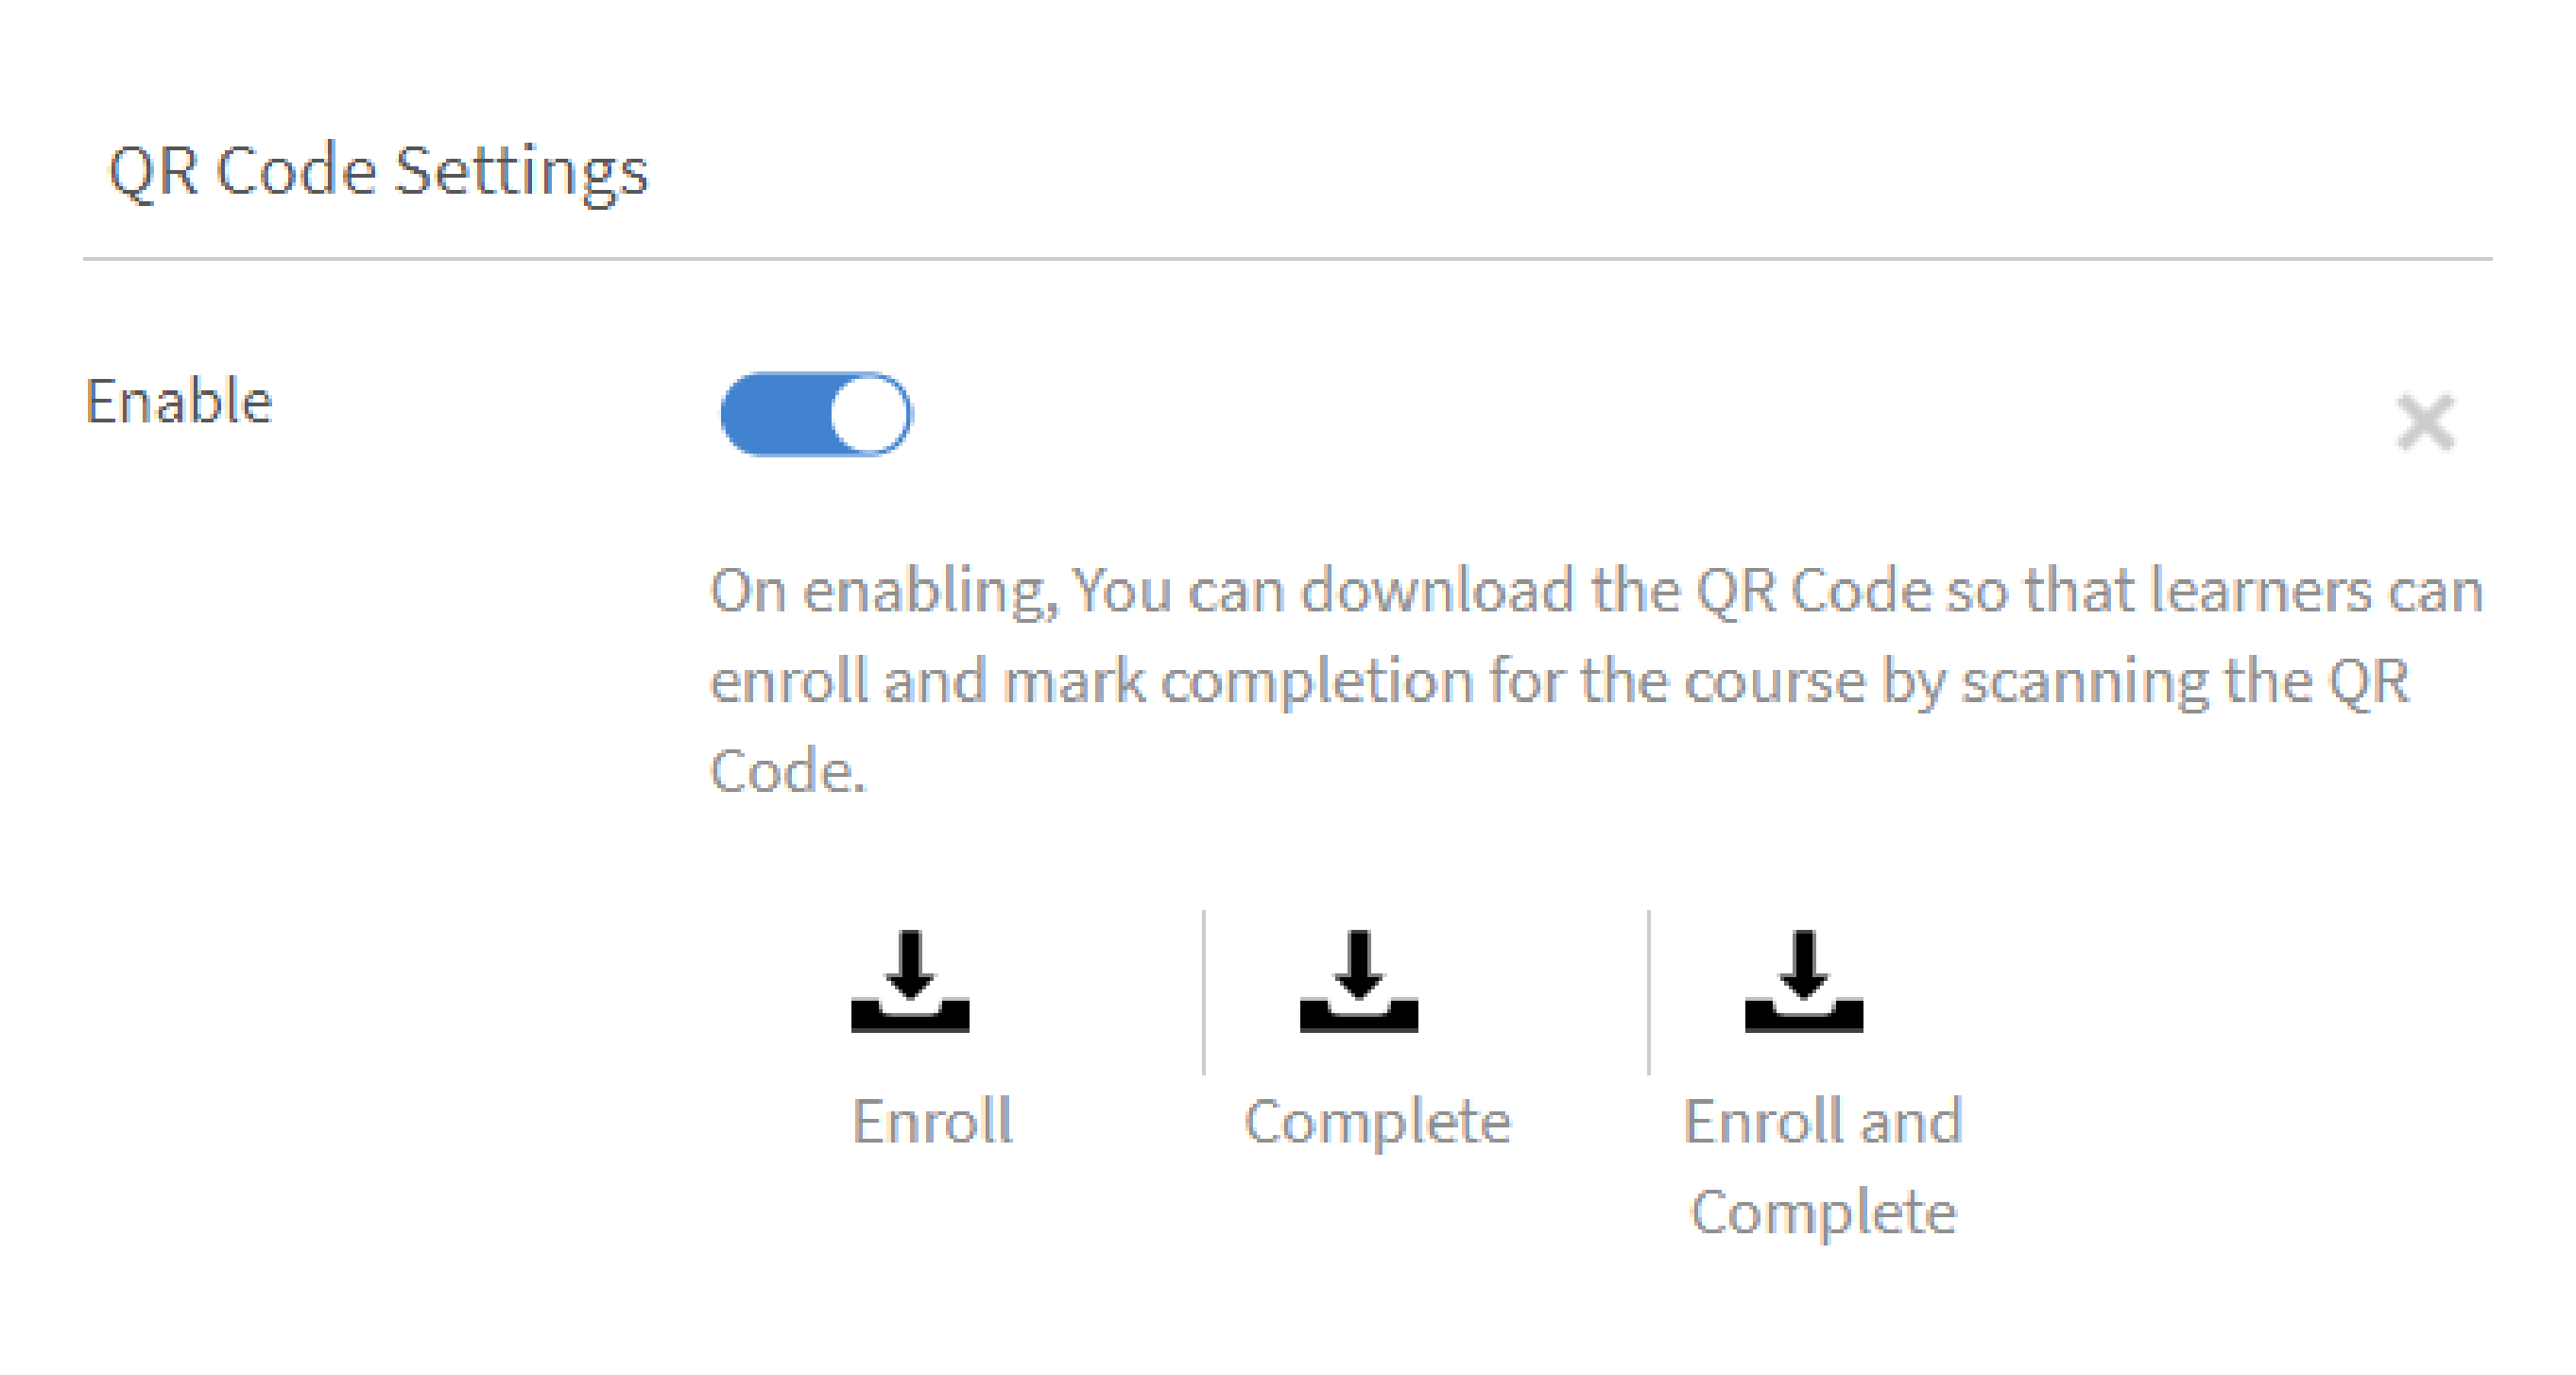 QR Code Settings
Enable
On enabling, You can download the QR Code so that learners can
enroll and mark completion for the course by scanning the QR
Code.
Enroll
Complete
Enroll and
Complete